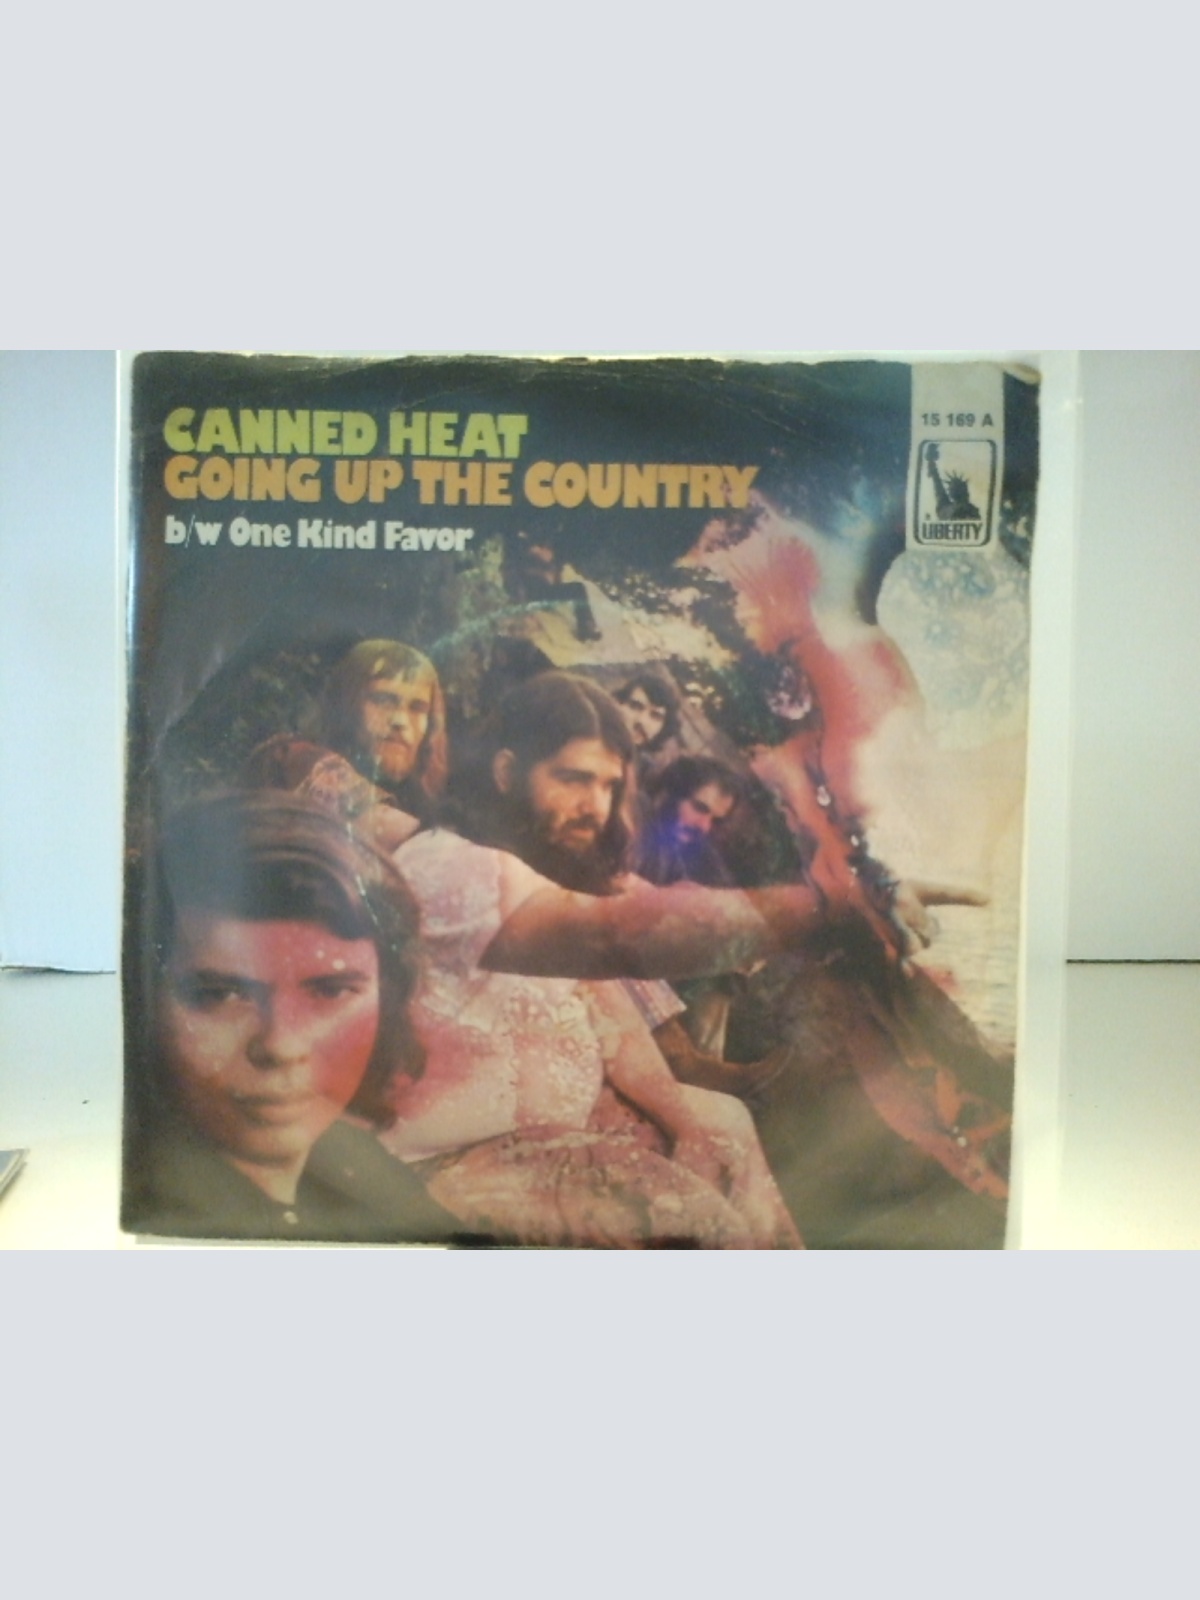 CANNED HEAT
GOING UP THE COUNTRY
b/w One Kind Favor
15 169 A
LIBERTY